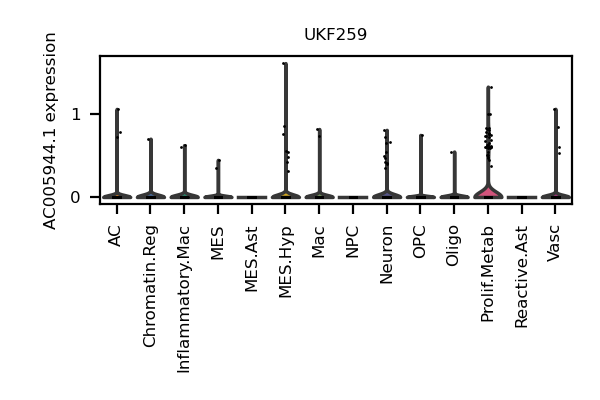 UKF259
AC005944.1 expression
1
0
AC
Chromatin.Reg
Inflammatory.Mac
MES
MES.Ast
MES.Hyp
Mac
NPC
Neuron
OPC
Oligo
Prolif.Metab
Reactive.Ast
Vasc